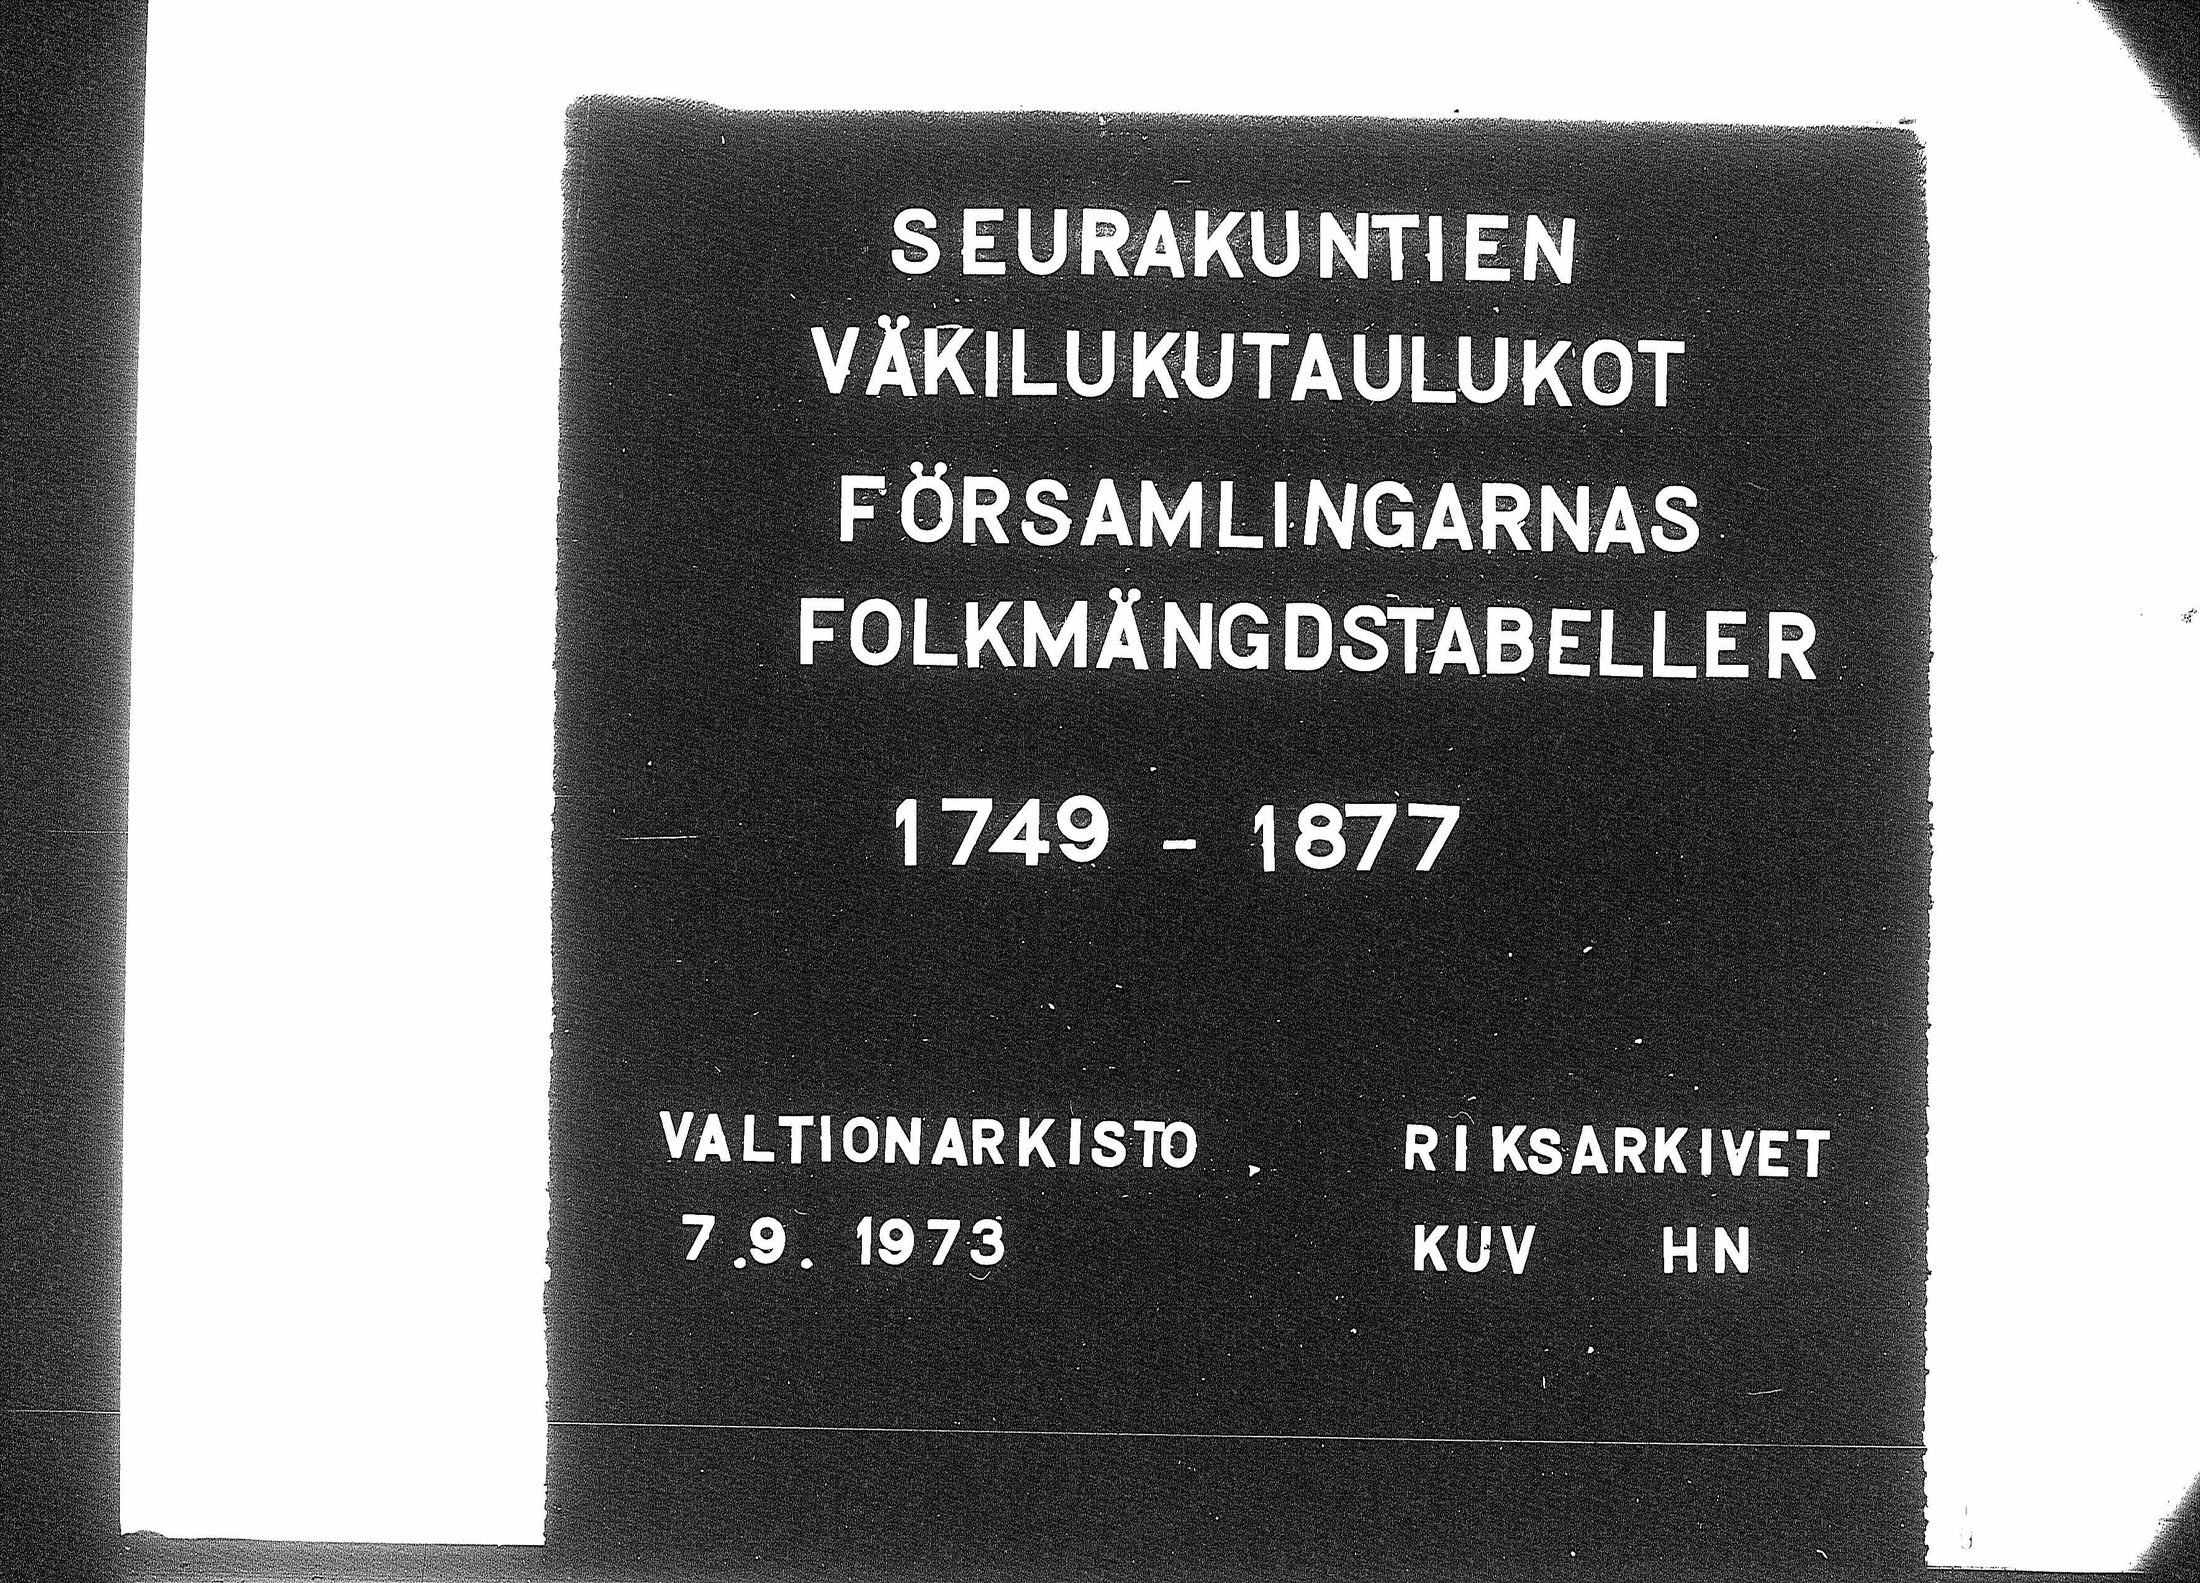 SEURAKUNTIEN
VÄKILUKUTAULUKOT
FÖRSAMLINGARNAS
FOLKMÄNGDSTABELLER
1749 - 1877
VALTIONARKISTO RIKSARKIVET
7.9. 1973 KUV HN